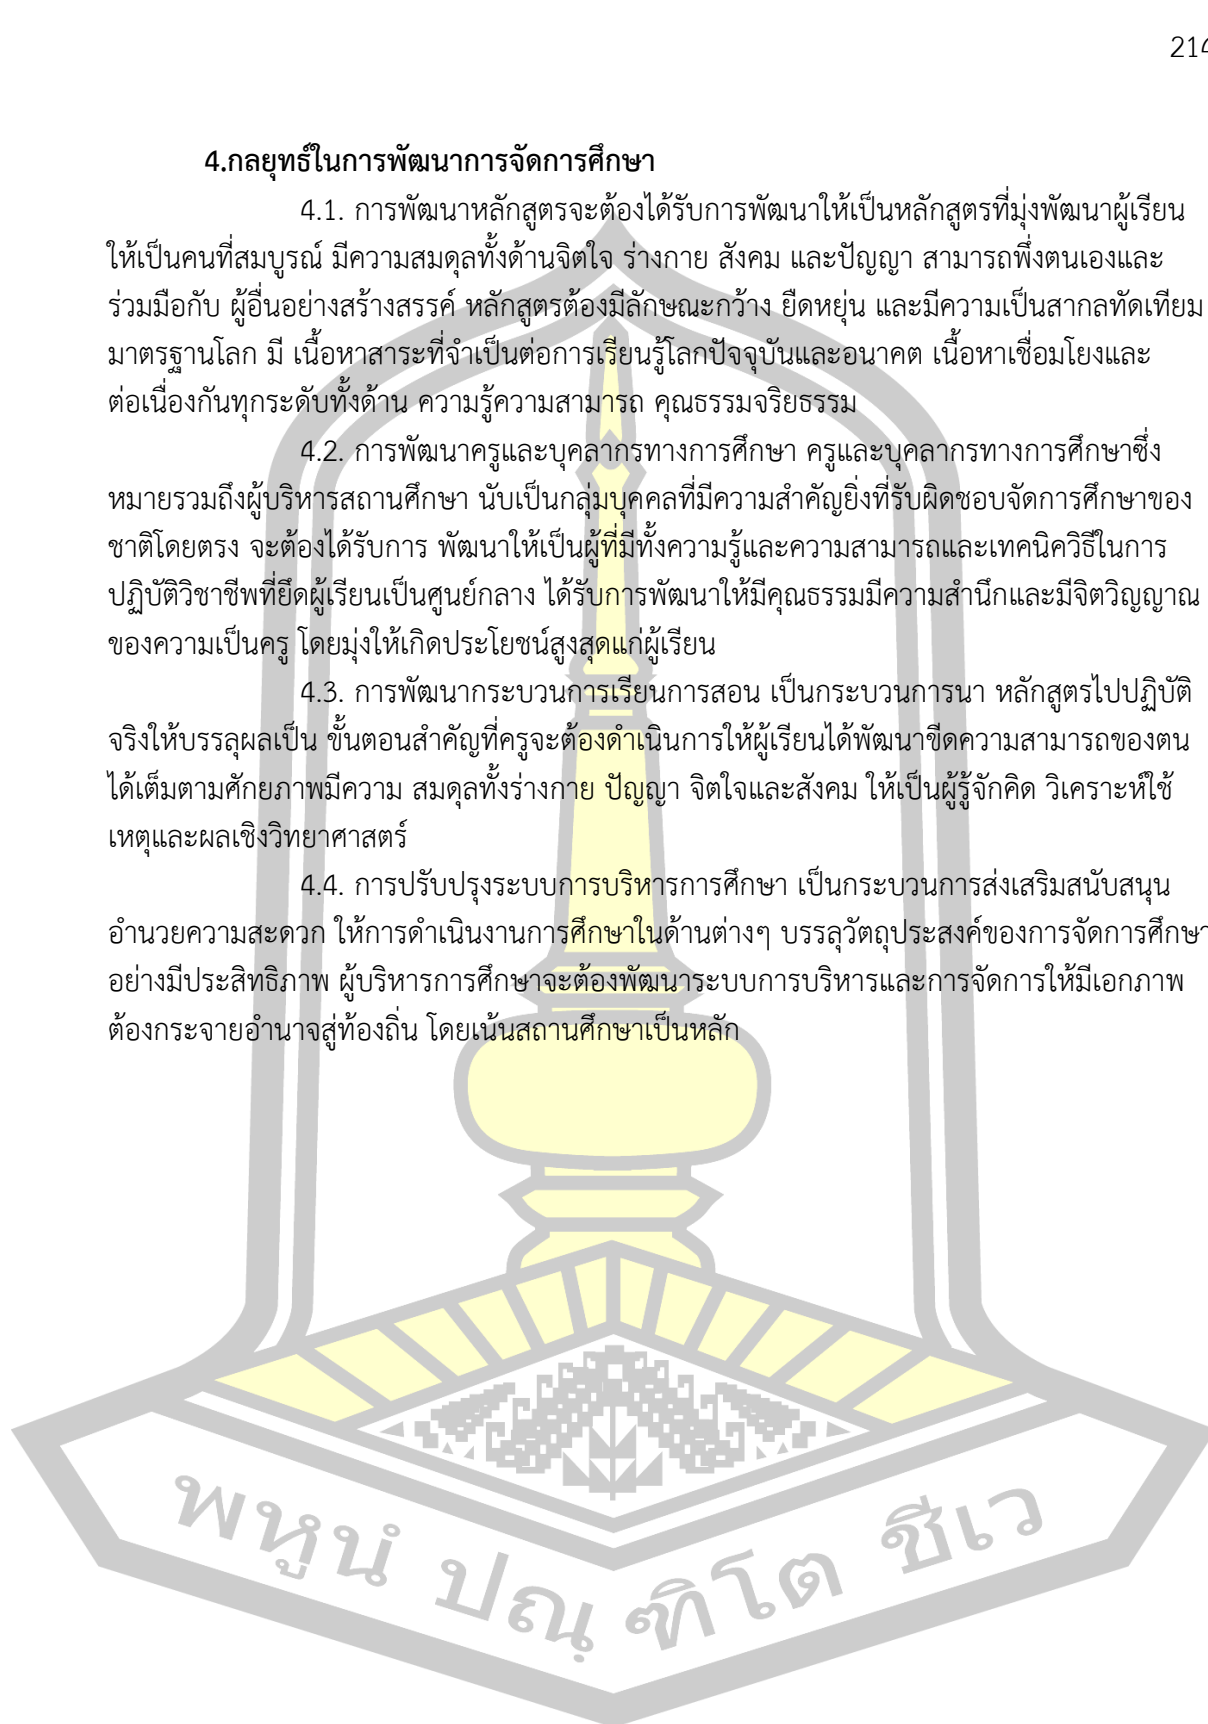 214
4.กลยุทธ์ในการพัฒนาการจัดการศึกษา
4.1. การพัฒนาหลักสูตรจะต้องได้รับการพัฒนาให้เป็นหลักสูตรที่มุ่งพัฒนาผู้เรียน
ให้เป็นคนที่สมบูรณ์ มีความสมดุลทั้งด้านจิตใจ ร่างกาย สังคม และปัญญา สามารถพึ่งตนเองและ
ร่วมมือกับ ผู้อื่นอย่างสร้างสรรค์ หลักสูตรต้องมีลักษณะกว้าง ยืดหยุ่น และมีความเป็นสากลทัดเทียม
มาตรฐานโลก มี เนื้อหาสาระที่จำเป็นต่อการเรียนรู้โลกปัจจุบันและอนาคต เนื้อหาเชื่อมโยงและ
ต่อเนื่องกันทุกระดับทั้งด้าน ความรู้ความสามารถ คุณธรรมจริยธรรม
4.2. การพัฒนาครูและบุคลากรทางการศึกษา ครูและบุคลากรทางการศึกษาซึ่ง
หมายรวมถึงผู้บริหารสถานศึกษา นับเป็นกลุ่มบุคคลที่มีความสำคัญยิ่งที่รับผิดชอบจัดการศึกษาของ
ชาติโดยตรง จะต้องได้รับการ พัฒนาให้เป็นผู้ที่มีทั้งความรู้และความสามารถและเทคนิควิธีในการ
ปฏิบัติวิชาชีพที่ยึดผู้เรียนเป็นศูนย์กลาง ได้รับการพัฒนาให้มีคุณธรรมมีความสำนึกและมีจิตวิญญาณ
ของความเป็นครู โดยมุ่งให้เกิดประโยชน์สูงสุดแก่ผู้เรียน
4.3. การพัฒนากระบวนการเรียนการสอน เป็นกระบวนการนา หลักสูตรไปปฏิบัติ
จริงให้บรรลุผลเป็น ขั้นตอนสำคัญที่ครูจะต้องดำเนินการให้ผู้เรียนได้พัฒนาขีดความสามารถของตน
ได้เต็มตามศักยภาพมีความ สมดุลทั้งร่างกาย ปัญญา จิตใจและสังคม ให้เป็นผู้รู้จักคิด วิเคราะห์ใช้
เหตุและผลเชิงวิทยาศาสตร์
4.4. การปรับปรุงระบบการบริหารการศึกษา เป็นกระบวนการส่งเสริมสนับสนุน
อำนวยความสะดวก ให้การดำเนินงานการศึกษาในด้านต่างๆ บรรลุวัตถุประสงค์ของการจัดการศึกษา
อย่างมีประสิทธิภาพ ผู้บริหารการศึกษาจะต้องพัฒนาระบบการบริหารและการจัดการให้มีเอกภาพ
ต้องกระจายอำนาจสู่ท้องถิ่น โดยเน้นสถานศึกษาเป็นหลัก
พหูนํ ปณฺ ฑิโต ชีเว